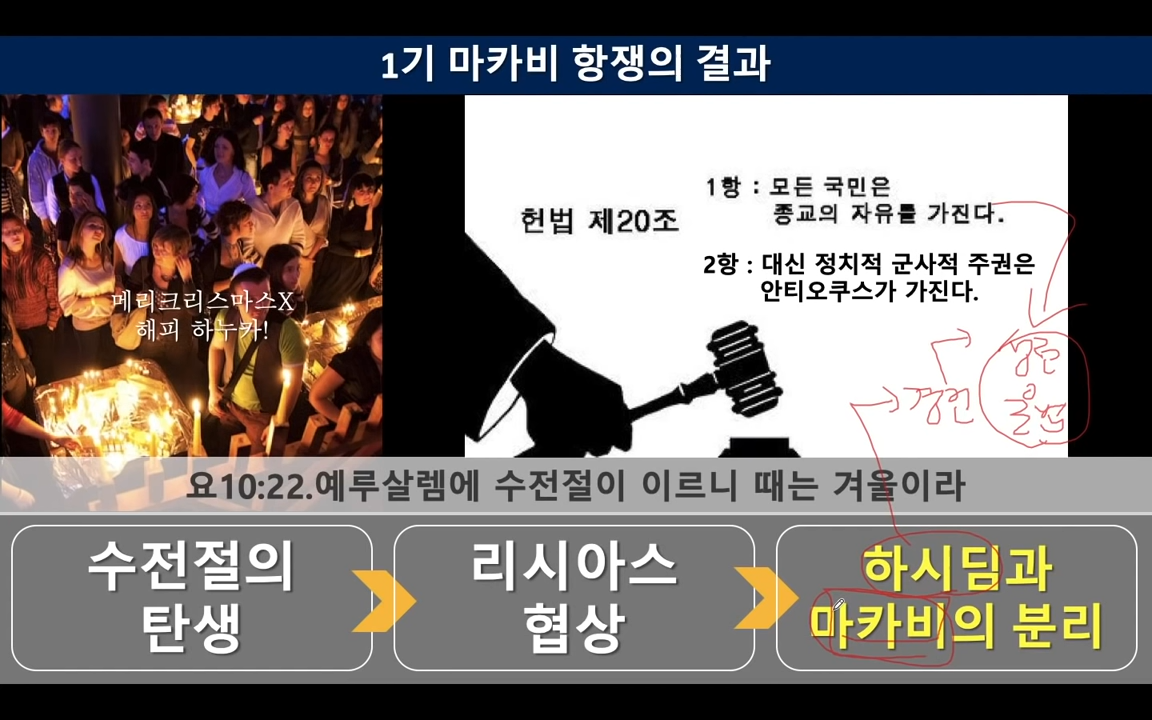 1기 마카비 항쟁의 결과
메리크리스마스X
해피 하누카!
헌법 제20조
1항 : 모든 국민은
종교의 자유를 가진다.
2항 : 대신 정치적 군사적 주권은
안티오쿠스가 가진다.
경건
요10:22.예루살렘에 수전절이 이르니 때는 겨울이라
수전절의
탄생
리시아스
협상
하시딤과
마카비의 분리